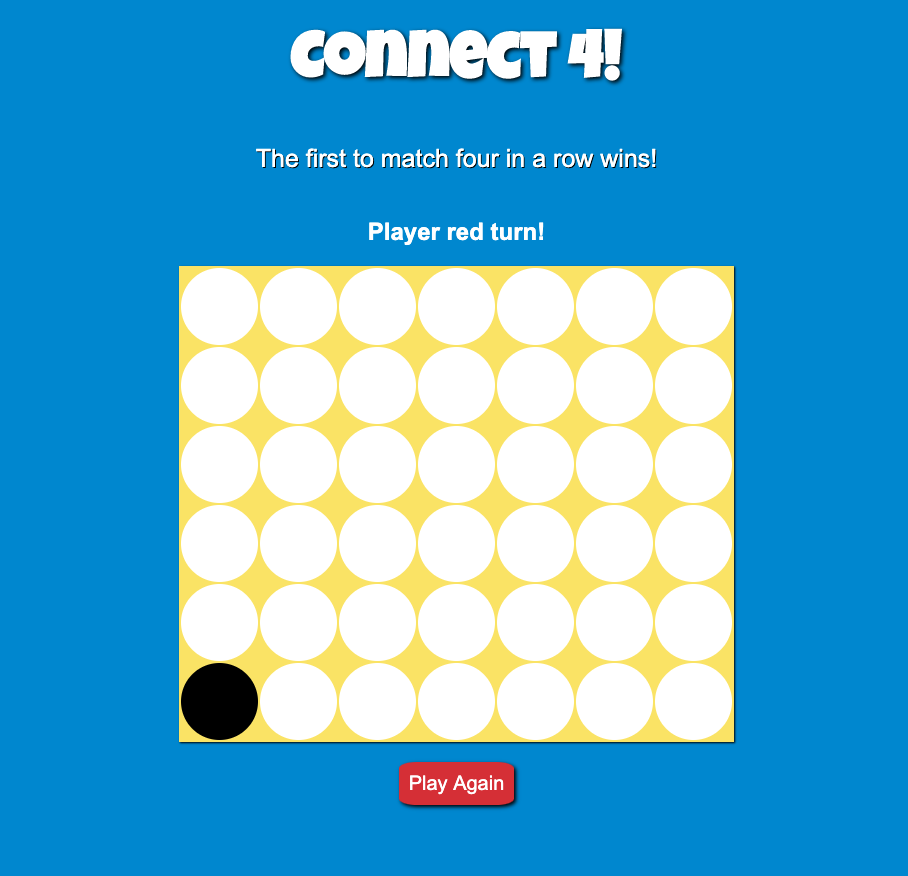 connect 4!
The first to match four in a row wins!
Player red turn!
Play Again